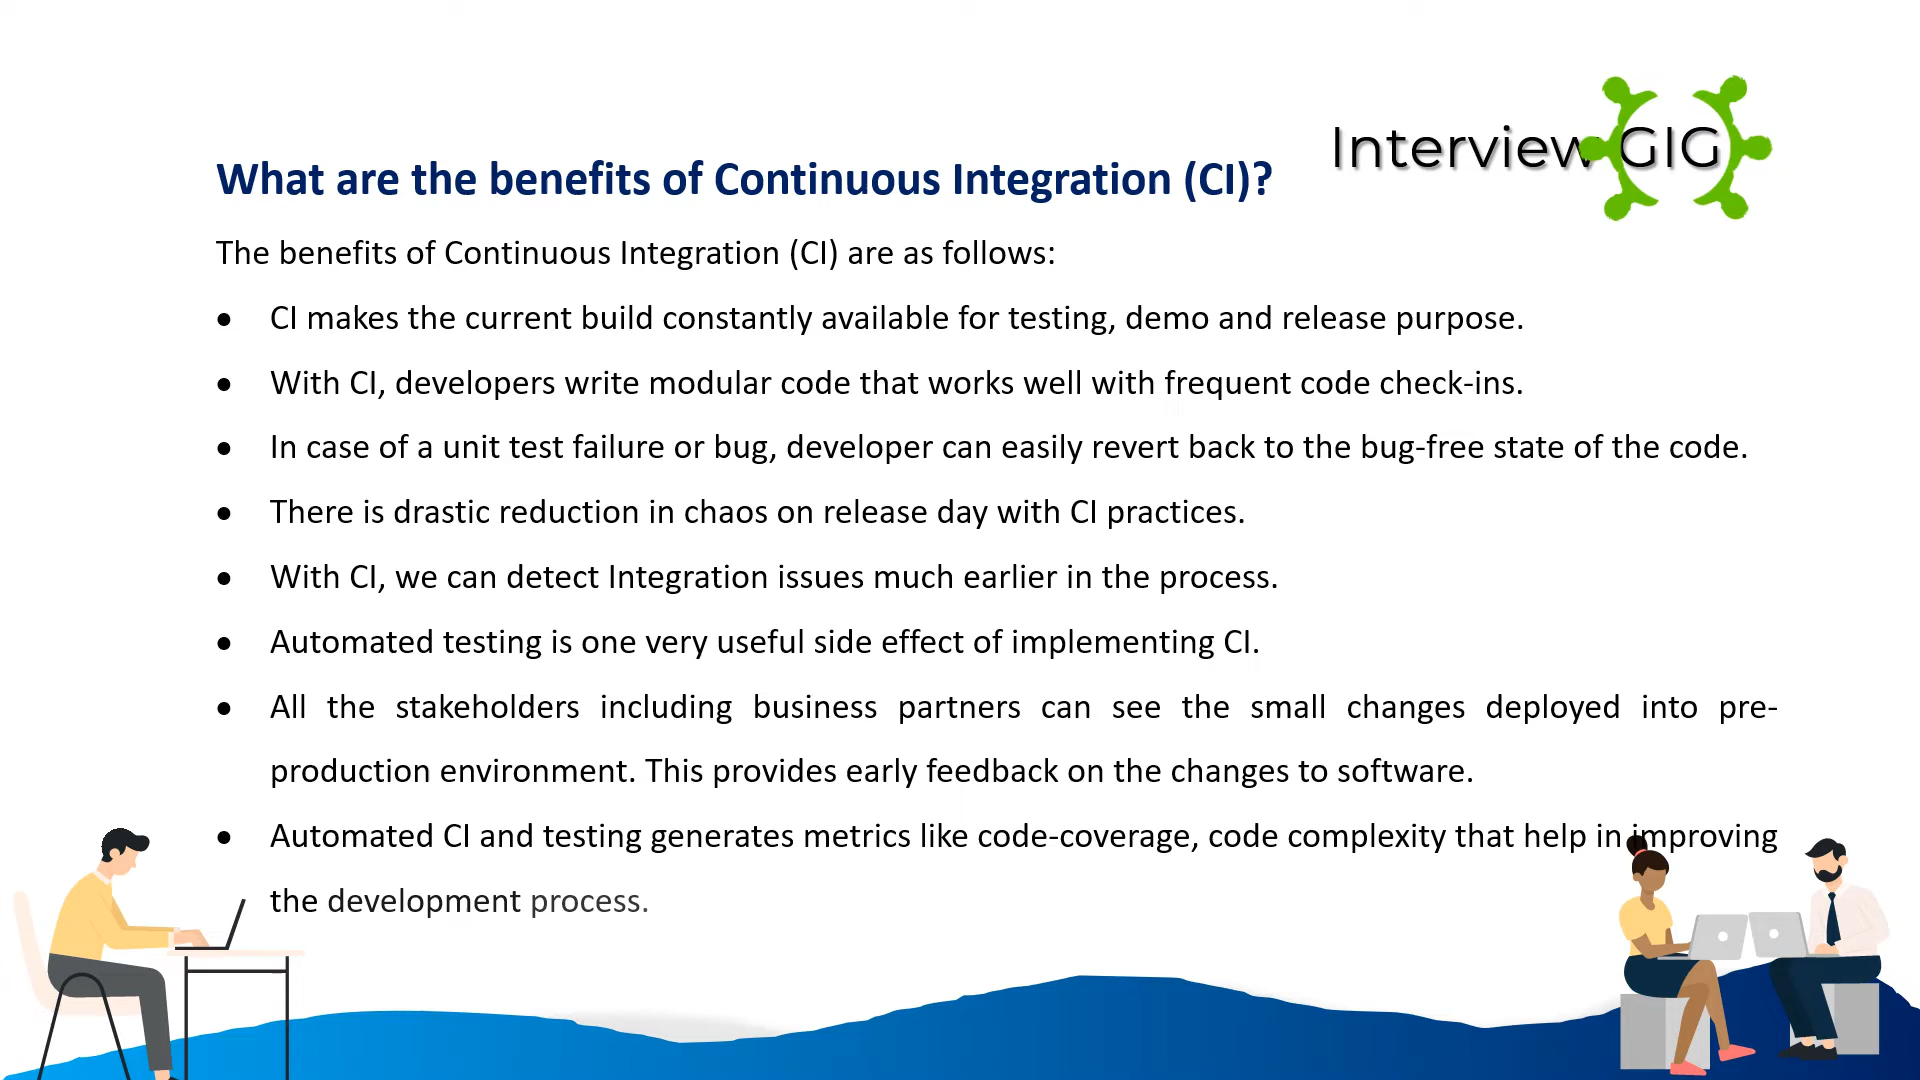 Interview GIG
What are the benefits of Continuous Integration (CI)?
The benefits of Continuous Integration (CI) are as follows:
• CI makes the current build constantly available for testing, demo and release purpose.
• With CI, developers write modular code that works well with frequent code check-ins.
• In case of a unit test failure or bug, developer can easily revert back to the bug-free state of the code.
• There is drastic reduction in chaos on release day with CI practices.
• With CI, we can detect Integration issues much earlier in the process.
• Automated testing is one very useful side effect of implementing CI.
• All the stakeholders including business partners can see the small changes deployed into pre-
production environment. This provides early feedback on the changes to software.
• Automated CI and testing generates metrics like code-coverage, code complexity that help in improving
the development process.